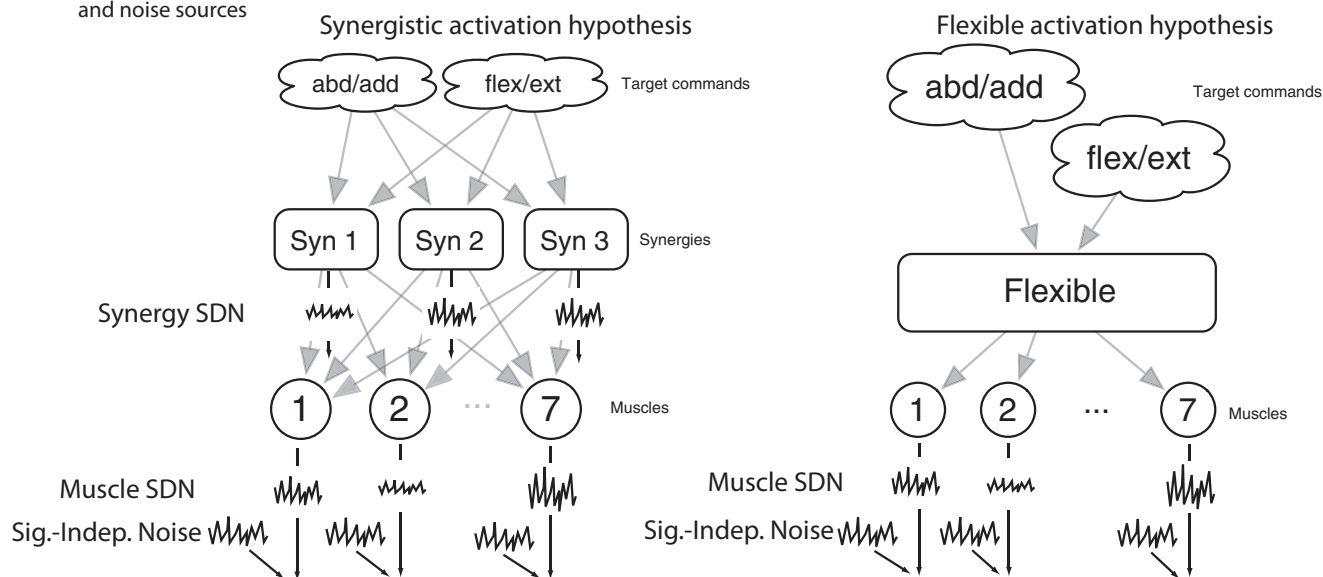 and noise sources
Synergistic activation hypothesis
abd/add
flex/ext
Target commands
Syn 1
Syn 2
Syn 3
Synergies
Synergy SDN
1
2
...
7
Muscles
Muscle SDN
Sig.-Indep. Noise
Flexible activation hypothesis
abd/add
Target commands
flex/ext
Flexible
1
2
...
7
Muscles
Muscle SDN
Sig.-Indep. Noise